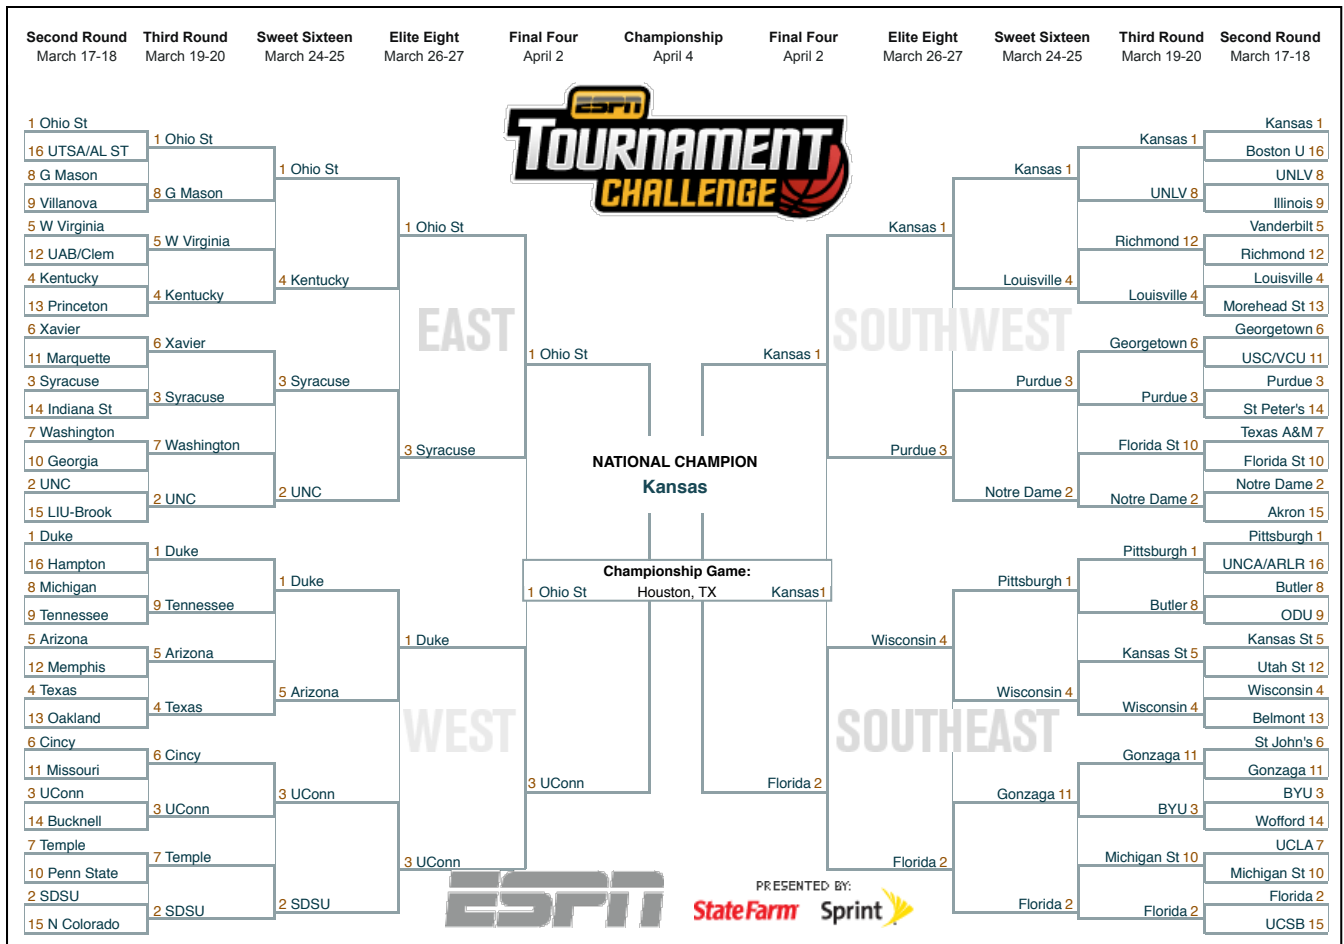 Second Round
March 17-18
Third Round
March 19-20
Sweet Sixteen
March 24-25
Elite Eight
March 26-27
Final Four
April 2
Championship
April 4
Final Four
April 2
Elite Eight
March 26-27
Sweet Sixteen
March 24-25
Third Round
March 19-20
Second Round
March 17-18
ESPN
TOURNAMENT
CHALLENGE
1 Ohio St
16 UTSA/AL ST
8 G Mason
9 Villanova
5 W Virginia
12 UAB/Clem
4 Kentucky
13 Princeton
6 Xavier
11 Marquette
3 Syracuse
14 Indiana St
7 Washington
10 Georgia
2 UNC
15 LIU-Brook
1 Duke
16 Hampton
8 Michigan
9 Tennessee
5 Arizona
12 Memphis
4 Texas
13 Oakland
6 Cincy
11 Missouri
3 UConn
14 Bucknell
7 Temple
10 Penn State
2 SDSU
15 N Colorado
1 Ohio St
8 G Mason
5 W Virginia
4 Kentucky
6 Xavier
3 Syracuse
7 Washington
2 UNC
1 Duke
9 Tennessee
5 Arizona
4 Texas
6 Cincy
3 UConn
7 Temple
2 SDSU
1 Ohio St
4 Kentucky
3 Syracuse
2 UNC
1 Duke
5 Arizona
3 UConn
2 SDSU
1 Ohio St
3 Syracuse
1 Duke
3 UConn
EAST
WEST
1 Ohio St
3 UConn
NATIONAL CHAMPION
Kansas
Championship Game:
1 Ohio St Houston, TX Kansas1
Kansas 1
Florida 2
SOUTHWEST
SOUTHEAST
Kansas 1
Purdue 3
Wisconsin 4
Florida 2
Kansas 1
Louisville 4
Purdue 3
Notre Dame 2
Pittsburgh 1
Wisconsin 4
Gonzaga 11
Florida 2
Kansas 1
UNLV 8
Richmond 12
Louisville 4
Georgetown 6
Purdue 3
Florida St 10
Notre Dame 2
Pittsburgh 1
Butler 8
Kansas St 5
Wisconsin 4
Gonzaga 11
BYU 3
Michigan St 10
Florida 2
Kansas 1
Boston U 16
UNLV 8
Illinois 9
Vanderbilt 5
Richmond 12
Louisville 4
Morehead St 13
Georgetown 6
USC/VCU 11
Purdue 3
St Peter's 14
Texas A&M 7
Florida St 10
Notre Dame 2
Akron 15
Pittsburgh 1
UNCA/ARLR 16
Butler 8
ODU 9
Kansas St 5
Utah St 12
Wisconsin 4
Belmont 13
St John's 6
Gonzaga 11
BYU 3
Wofford 14
UCLA 7
Michigan St 10
Florida 2
UCSB 15
ESPN
PRESENTED BY:
State Farm Sprint